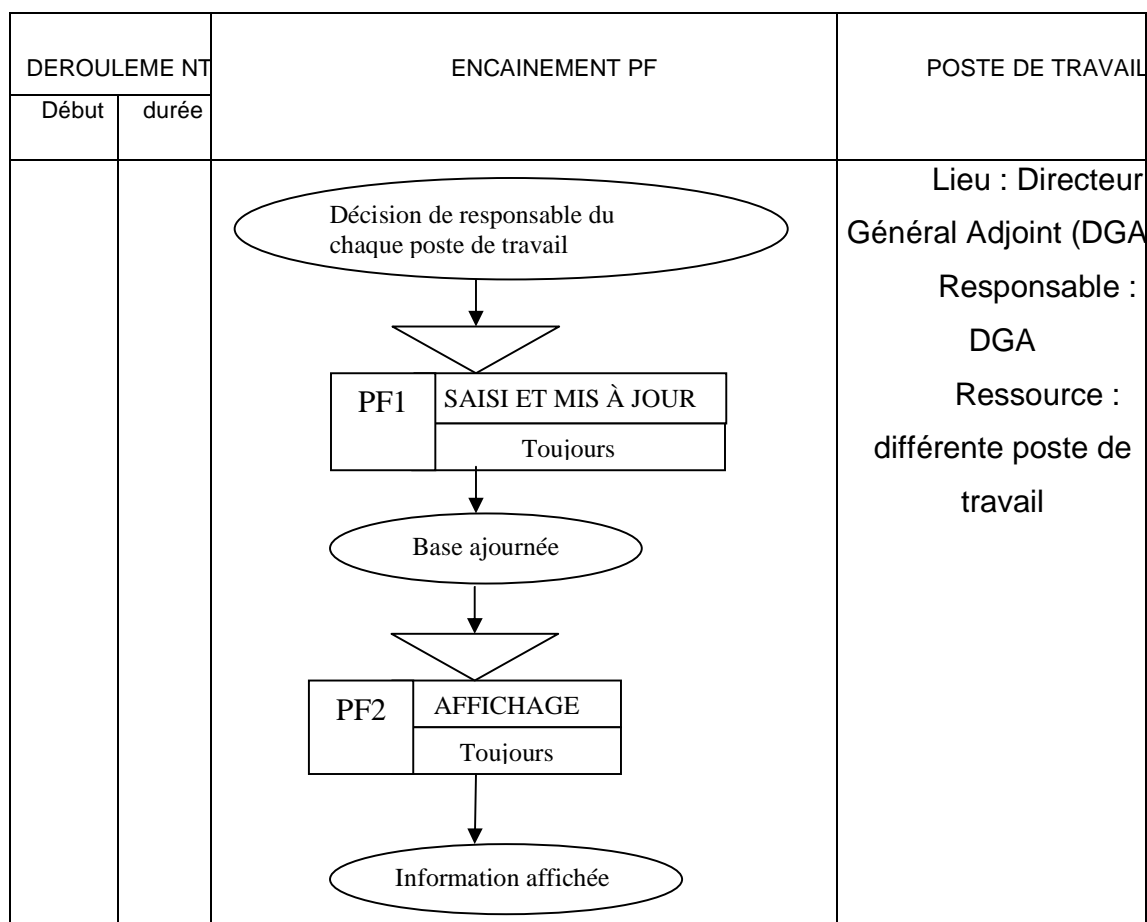 DEROULEME NT
ENCAINEMENT PF
POSTE DE TRAVAIL
Début
durée
Décision de responsable du
chaque poste de travail
PF1
SAISI ET MIS À JOUR
Toujours
Base ajournée
PF2
AFFICHAGE
Toujours
Information affichée
Lieu : Directeur
Général Adjoint (DGA
Responsable :
DGA
Ressource :
différente poste de
travail